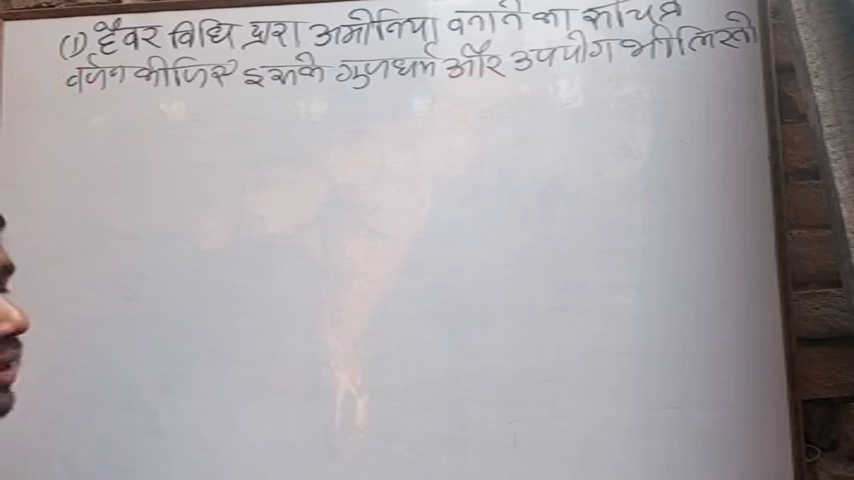 (1) हैबर विधि द्वारा अमोनिया बनाने का सचित्र
वर्णन कीजिए इसके गुणधर्म और उपयोग भी लिखो